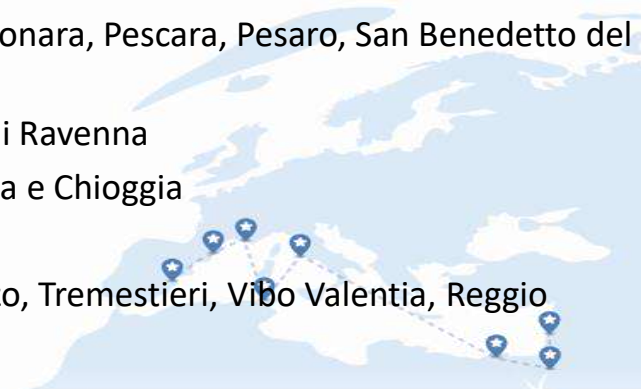 onara, Pescara, Pesaro, San Benedetto del
i Ravenna
a e Chioggia
o, Tremestieri, Vibo Valentia, Reggio